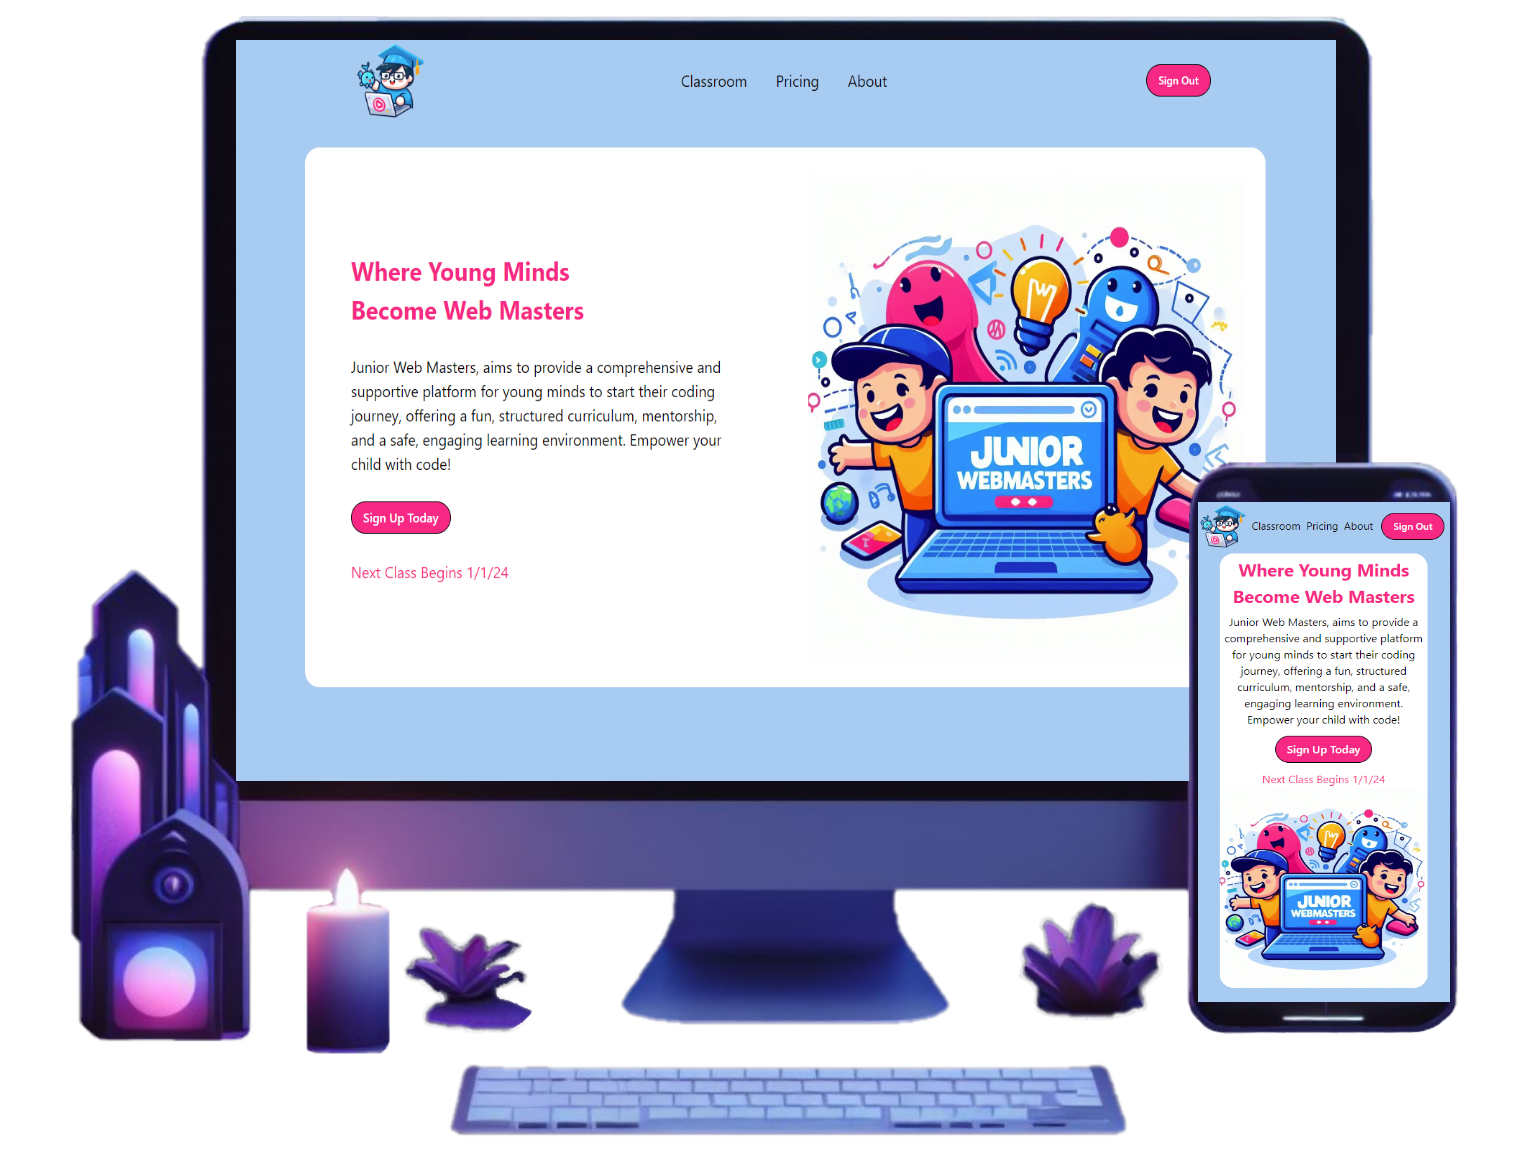 Classroom Pricing About Sign Out
Where Young Minds
Become Web Masters
Junior Web Masters, aims to provide a comprehensive and
supportive platform for young minds to start their coding
journey, offering a fun, structured curriculum, mentorship,
and a safe, engaging learning environment. Empower your
child with code!
Sign Up Today
Next Class Begins 1/1/24
JUNIOR
WEBMASTERS
Classroom Pricing About Sign Out
Where Young Minds
Become Web Masters
Junior Web Masters, aims to provide a
comprehensive and supportive platform
for young minds to start their coding
journey, offering a fun, structured
curriculum, mentorship, and a safe,
engaging learning environment.
Empower your child with code!
Sign Up Today
Next Class Begins 1/1/24
JUNIOR
WEBMASTERS